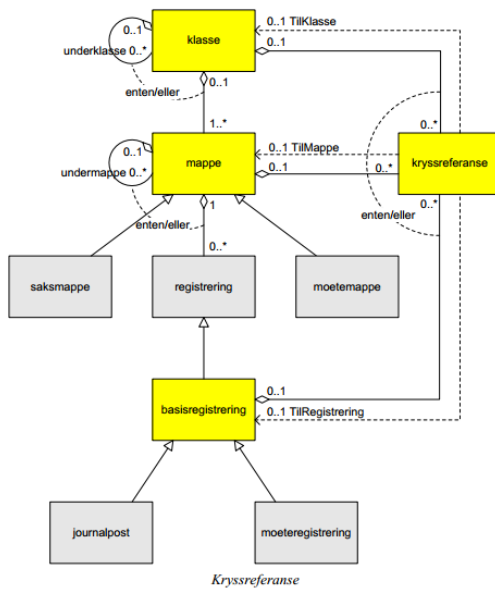 klasse
0..1
underklasse 0..*
0..1 TilKlasse
0..1
0..1
enten/eller
1..*
0..*
0..1
undermappe 0..*
mappe
0..1 TilMappe
0..1
0..*
kryssreferanse
enten/eller
1
0..*
enten/eller
0..*
saksmappe
registrering
moetemappe
0..1
basisregistrering
0..1 TilRegistrering
journalpost
moeteregistrering
Kryssreferanse